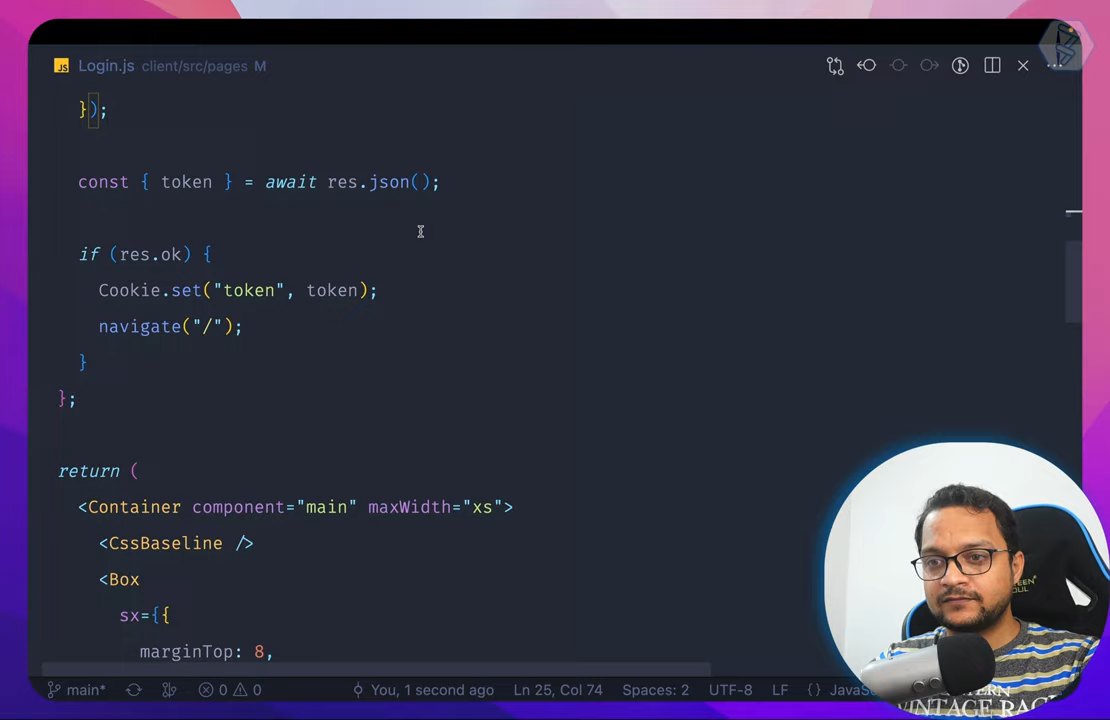 JS Login.js client/src/pages M
});
const { token } = await res.json();
if (res.ok) {
Cookie.set("token", token);
navigate("/");
}
};
return (
<Container component="main" maxWidth="xs">
<CssBaseline />
<Box
sx={{
marginTop: 8,
main* 0 0 You, 1 second ago Ln 25, Col 74 Spaces: 2 UTF-8 LF {}
VINTAGE